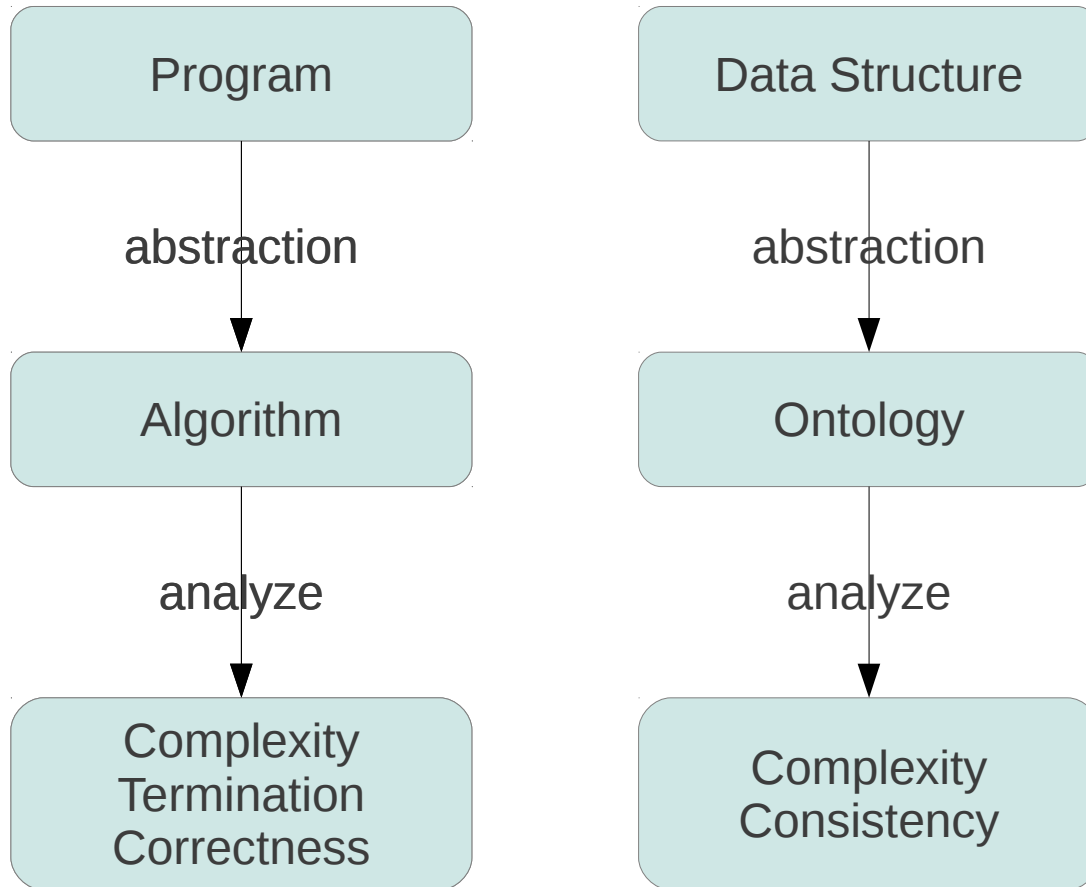 Program
Data Structure
abstraction
abstraction
Algorithm
Ontology
analyze
analyze
Complexity
Termination
Correctness
Complexity
Consistency